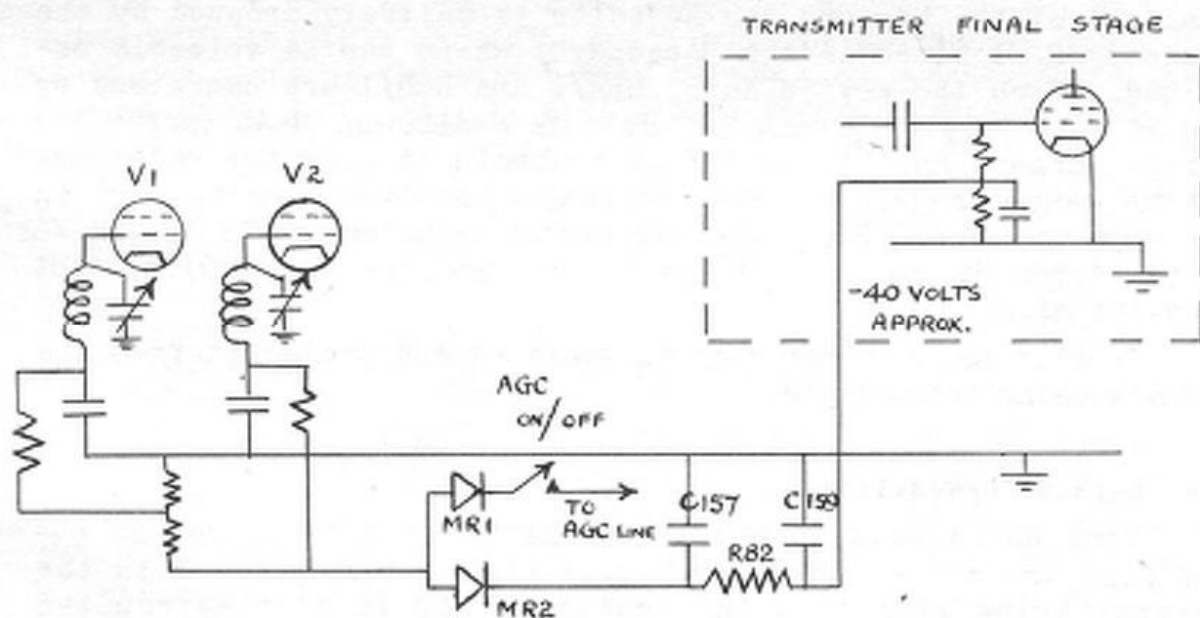 TRANSMITTER FINAL STAGE
V1
V2
-40 VOLTS
APPROX.
AGC
ON/OFF
MR1
TO
AGC LINE
C157
C159
R82
MR2